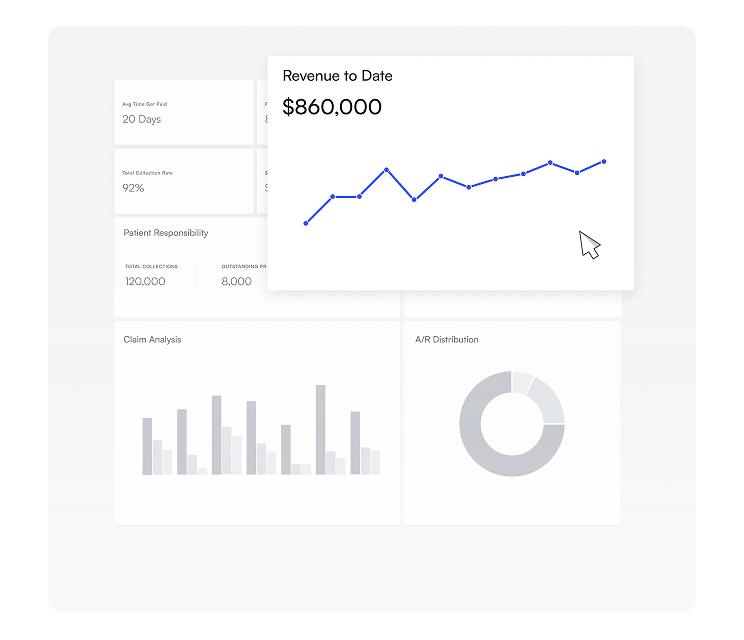 Revenue to Date
$860,000
Avg Time Get Paid
20 Days
Total Collection Rate
92%
Patient Responsibility
TOTAL COLLECTIONS
120,000
OUTSTANDING PR
8,000
Claim Analysis
A/R Distribution